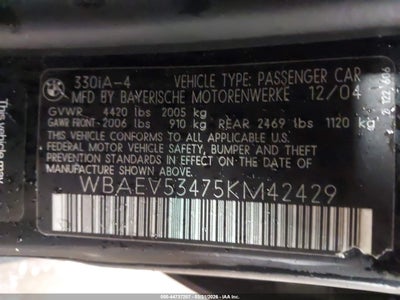 330iA-4 VEHICLE TYPE: PASSENGER CAR
MFD BY BAYERISCHE MOTORENWERKE 12/04
GVWR 4420 lbs 2005 kg
GAWR FRONT-2006 lbs 910 kg REAR 2469 lbs 1120 kg
THIS VEHICLE CONFORMS TO ALL APPLICABLE U.S.
FEDERAL MOTOR VEHICLE SAFETY, BUMPER AND THEFT
PREVENTION STANDARDS IN EFFECT ON THE DATE OF
MANUFACTURE SHOWN ABOVE.
WBAEV53475KM42429